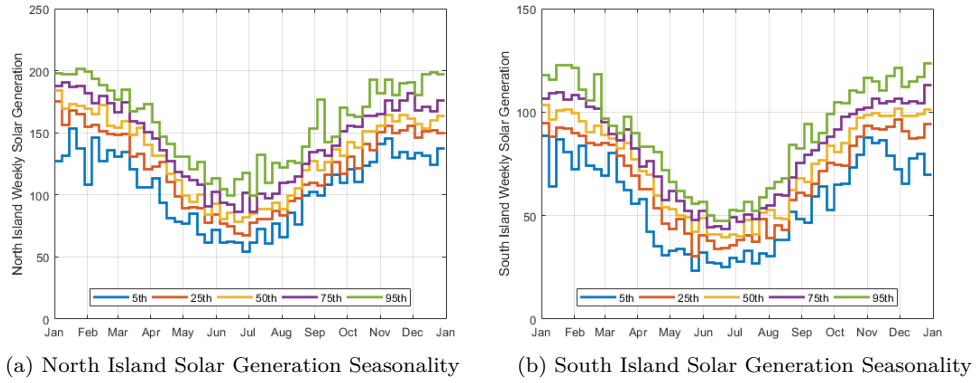 250
200
150
100
50
0
North Island Weekly Solar Generation
Jan Feb Mar Apr May Jun Jul Aug Sep Oct Nov Dec Jan
5th 25th 50th 75th 95th
(a) North Island Solar Generation Seasonality
150
100
50
0
South Island Weekly Solar Generation
Jan Feb Mar Apr May Jun Jul Aug Sep Oct Nov Dec Jan
5th 25th 50th 75th 95th
(b) South Island Solar Generation Seasonality